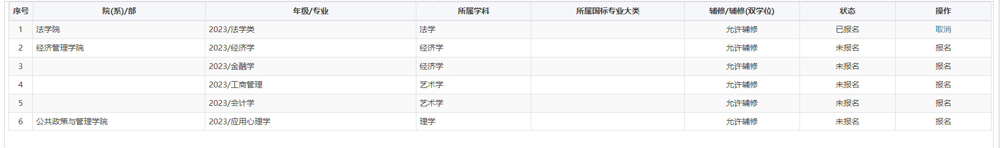 序号 院(系)/部 年级/专业 所属学科 所属国标专业大类 辅修/辅修(双学位) 状态 操作
1 法学院 2023/法学类 法学 允许辅修 已报名 取消
2 经济管理学院 2023/经济学 经济学 允许辅修 未报名 报名
3 2023/金融学 经济学 允许辅修 未报名 报名
4 2023/工商管理 艺术学 允许辅修 未报名 报名
5 2023/会计学 艺术学 允许辅修 未报名 报名
6 公共政策与管理学院 2023/应用心理学 理学 允许辅修 未报名 报名